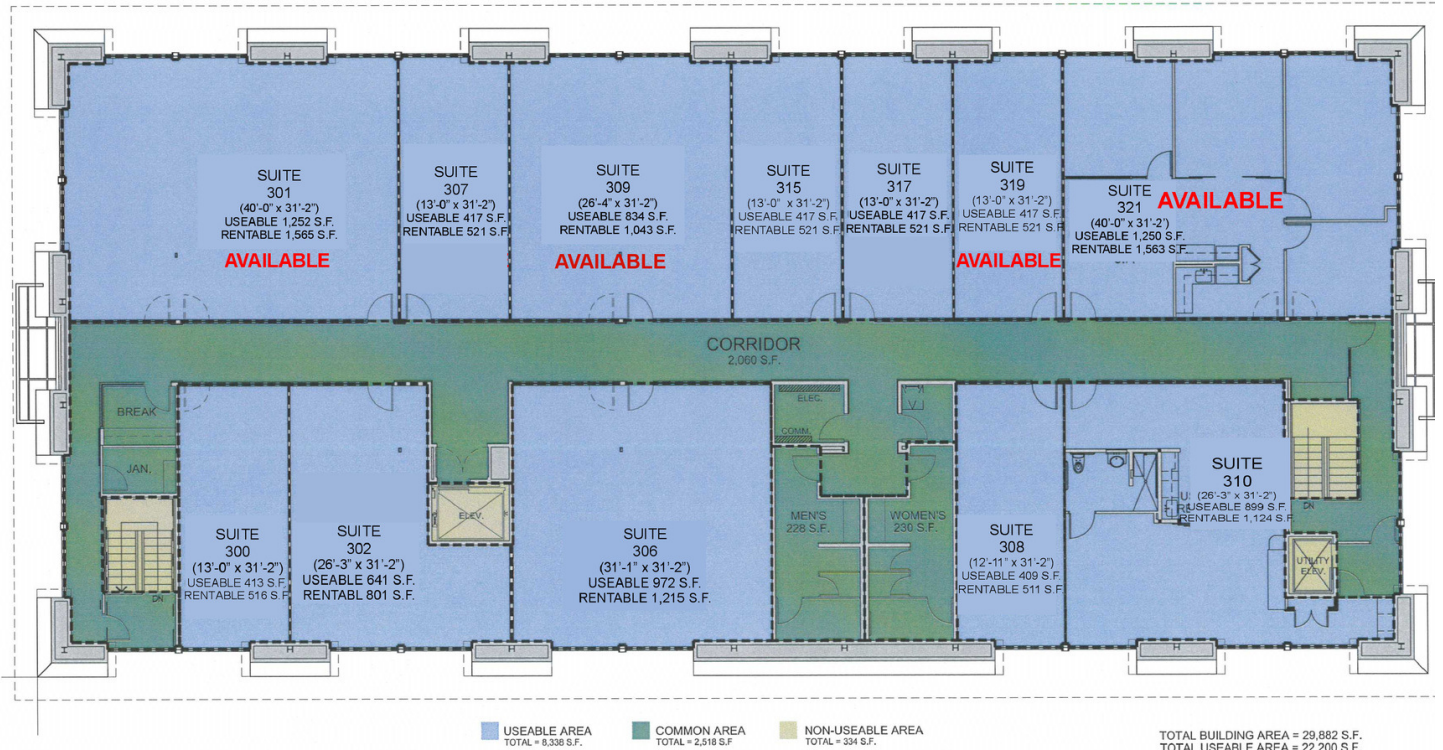 SUITE
301
(40'-0" x 31'-2")
USEABLE 1,252 S.F.
RENTABLE 1,565 S.F.
AVAILABLE
SUITE
307
(13'-0" x 31'-2")
USEABLE 417 S.F.
RENTABLE 521 S.F.
SUITE
309
(26'-4" x 31'-2")
USEABLE 834 S.F.
RENTABLE 1,043 S.F.
AVAILABLE
SUITE
315
(13'-0" x 31'-2")
USEABLE 417 S.F.
RENTABLE 521 S.F.
SUITE
317
(13'-0" x 31'-2")
USEABLE 417 S.F.
RENTABLE 521 S.F.
SUITE
319
(13'-0" x 31'-2")
USEABLE 417 S.F.
RENTABLE 521 S.F.
AVAILABLE
SUITE
321
(40'-0" x 31'-2")
USEABLE 1,250 S.F.
RENTABLE 1,563 S.F.
AVAILABLE
CORRIDOR
2,060 S.F.
BREAK
JAN.
DN
SUITE
300
(13'-0" x 31'-2")
USEABLE 413 S.F.
RENTABLE 516 S.F.
SUITE
302
(26'-3" x 31'-2")
USEABLE 641 S.F.
RENTABL 801 S.F.
ELEV.
SUITE
306
(31'-1" x 31'-2")
USEABLE 972 S.F.
RENTABLE 1,215 S.F.
ELEC.
COMM.
MEN'S
228 S.F.
WOMEN'S
230 S.F.
SUITE
308
(12'-11" x 31'-2")
USEABLE 409 S.F.
RENTABLE 511 S.F.
SUITE
310
(26'-3" x 31'-2")
USEABLE 899 S.F.
RENTABLE 1,124 S.F.
DN
UTILITY
ELEV.
USEABLE AREA
TOTAL = 8,338 S.F.
COMMON AREA
TOTAL = 2,518 S.F
NON-USEABLE AREA
TOTAL = 334 S.F.
TOTAL BUILDING AREA = 29,882 S.F.
TOTAL USEABLE AREA = 22,200 S.F.